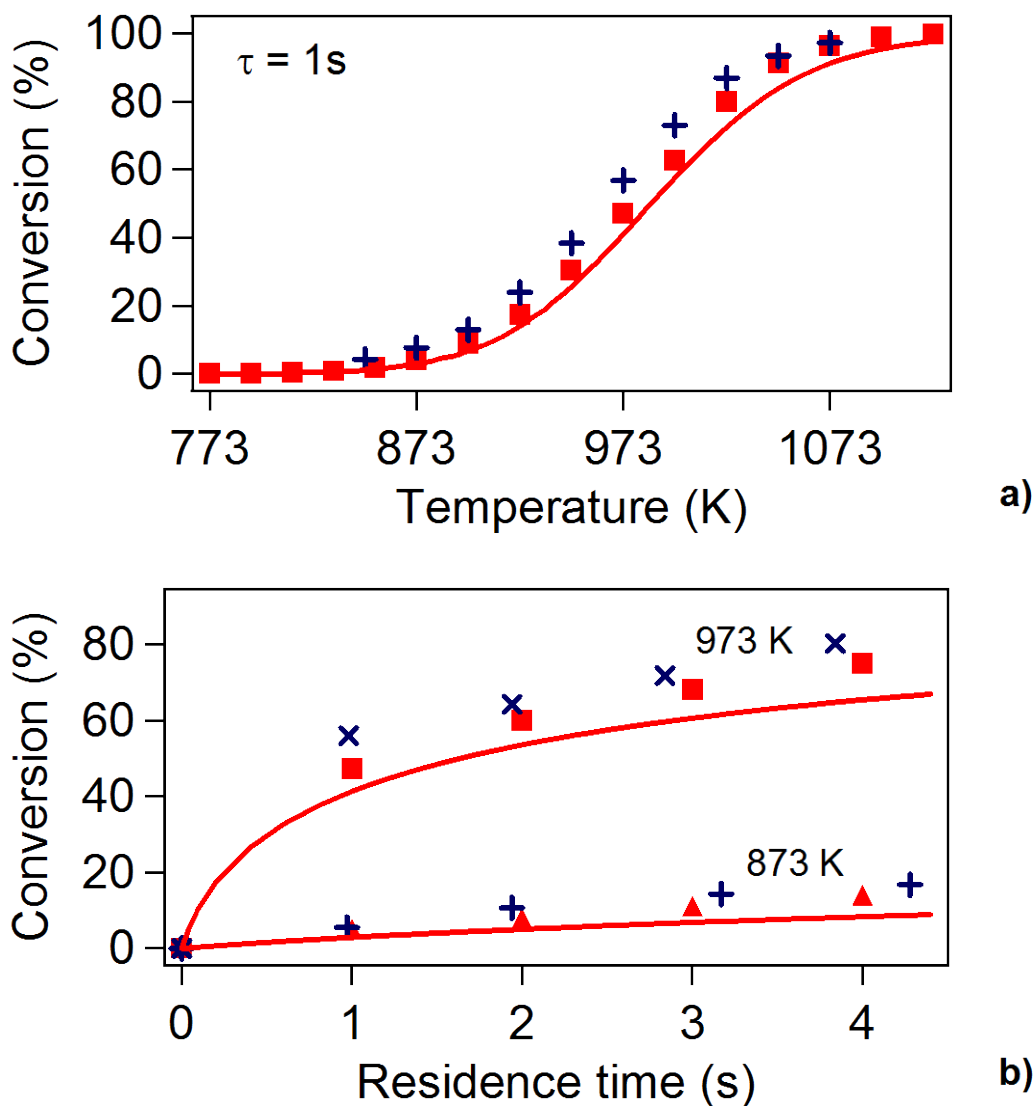 100
80
60
40
20
0
Conversion (%)
τ = 1s
773 873 973 1073
Temperature (K)
a)
80
60
40
20
0
Conversion (%)
973 K
873 K
0 1 2 3 4
Residence time (s)
b)